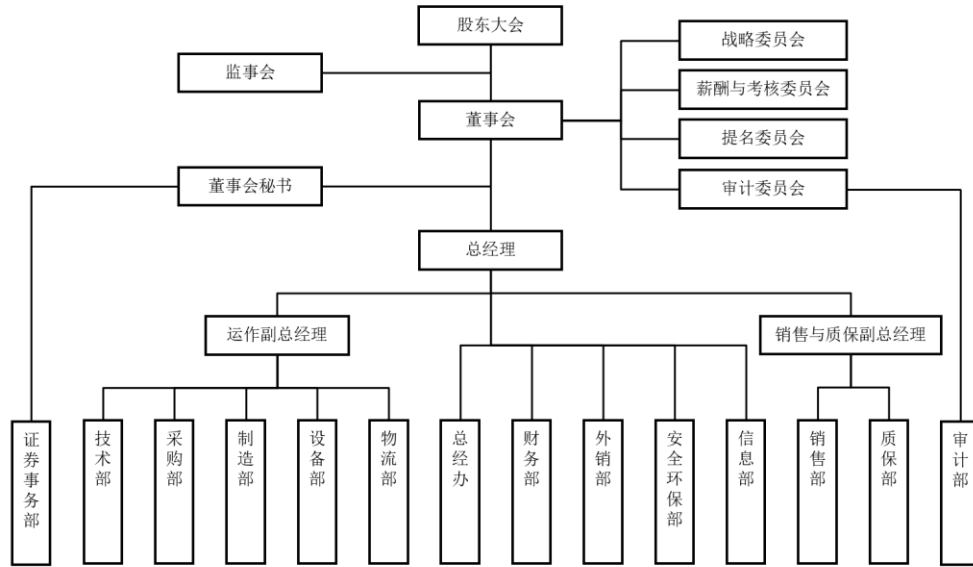 股东大会
战略委员会
监事会
薪酬与考核委员会
董事会
提名委员会
董事会秘书
审计委员会
总经理
运作副总经理
销售与质保副总经理
证券事务部
技术部
采购部
制造部
设备部
物流部
总经办
财务部
外销部
安全环保部
信息部
销售部
质保部
审计部